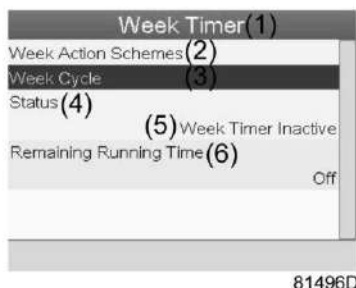 Week Timer(1)
Week Action Schemes(2)
Week Cycle (3)
Status(4)
(5)Week Timer Inactive
Remaining Running Time(6)
Off
81496D